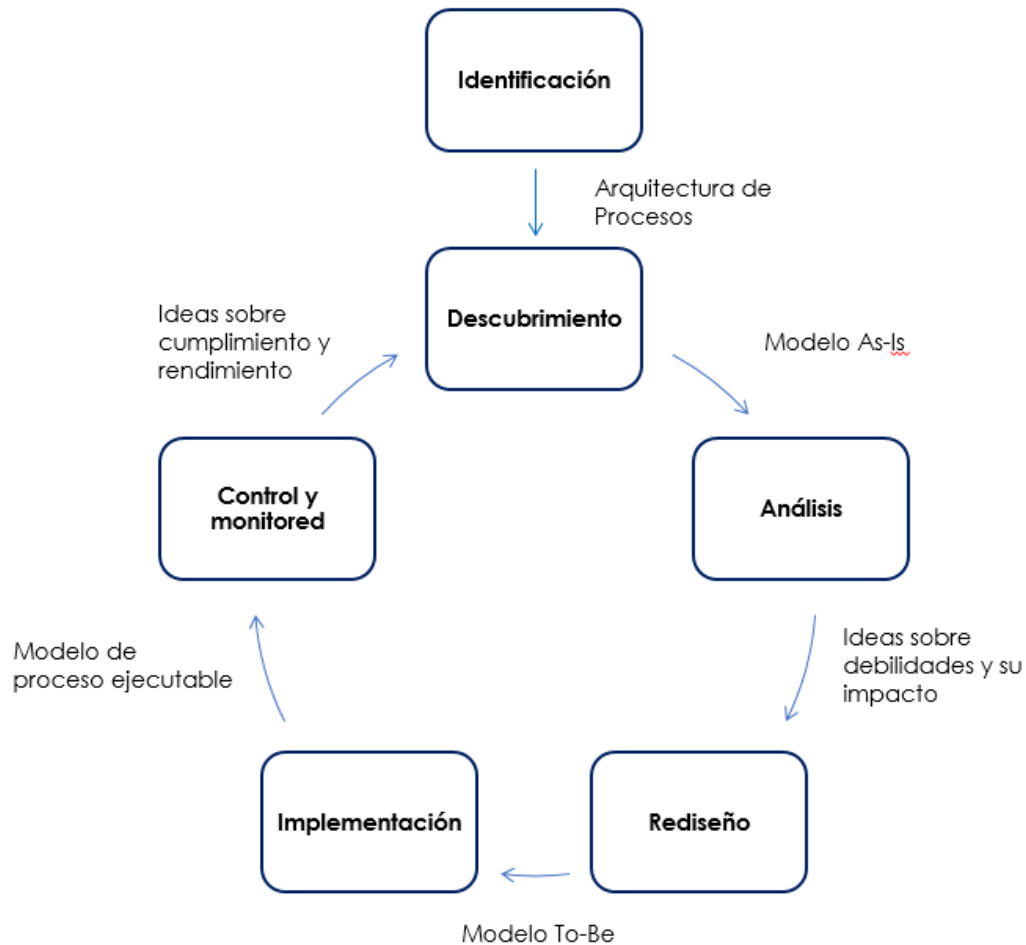 Identificación
Arquitectura de
Procesos
Descubrimiento
Ideas sobre
cumplimiento y
rendimiento
Modelo As-Is
Control y
monitored
Análisis
Modelo de
proceso ejecutable
Ideas sobre
debilidades y su
impacto
Implementación
Rediseño
Modelo To-Be